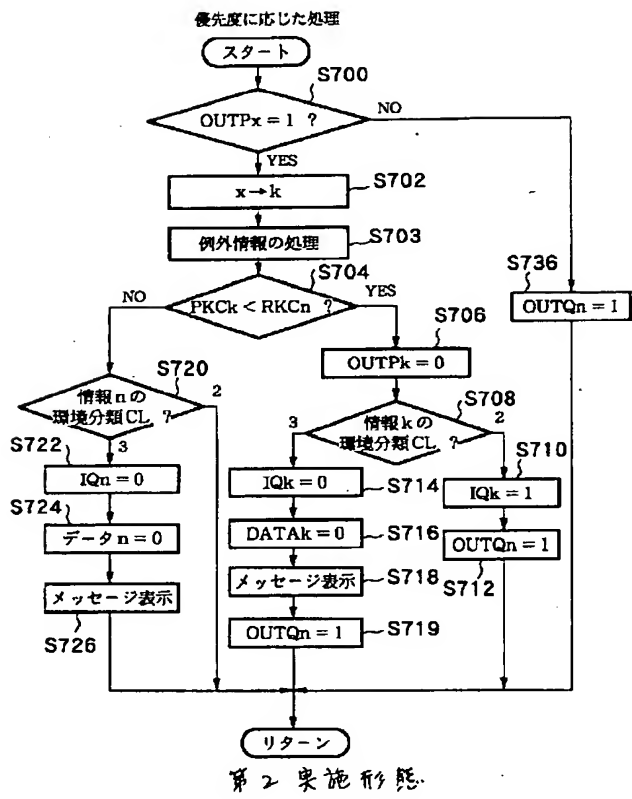 優先度に応じた処理
スタート
S700
OUTPx = 1 ?
NO
YES
x→k
S702
例外情報の処理
S703
S704
PKCk < RKCn ?
NO
YES
S736
OUTQn = 1
S706
OUTPk = 0
S720
情報nの
環境分類CL ?
2
3
S708
情報kの
環境分類CL ?
3
2
S722
IQn = 0
S710
IQk = 1
IQk = 0
S714
S724
データn = 0
DATAk = 0
S716
OUTQn = 1
S712
メッセージ表示
S726
メッセージ表示
S718
OUTQn = 1
S719
リターン
第2実施形態